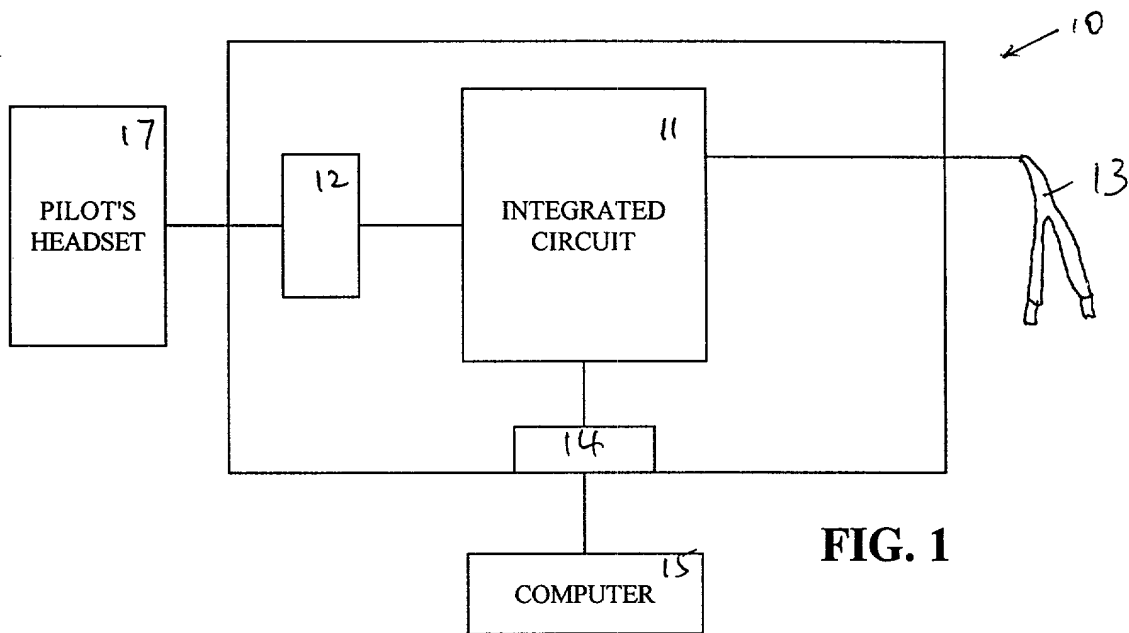 10
17
PILOT'S
HEADSET
12
11
INTEGRATED
CIRCUIT
13
14
FIG. 1
15
COMPUTER